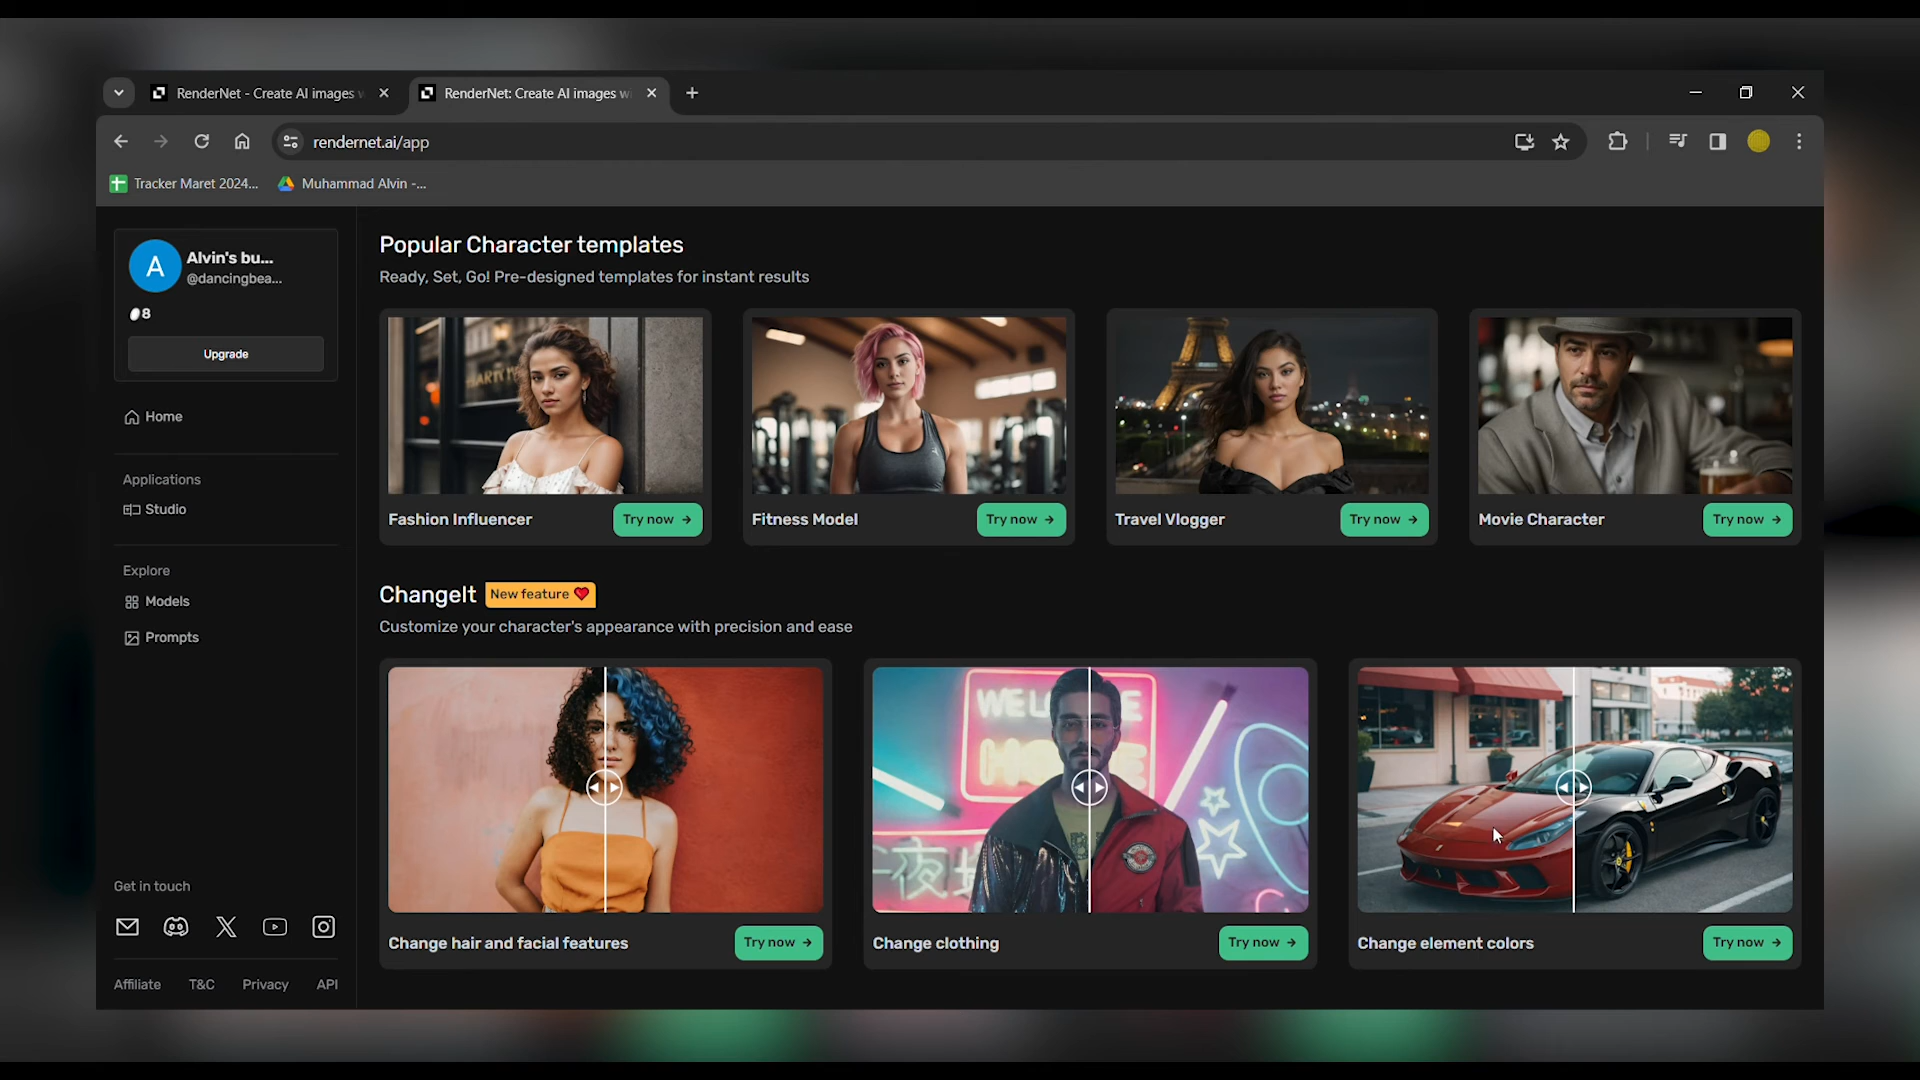 RenderNet - Create AI images w
RenderNet: Create AI images wi
rendernet.ai/app
Tracker Maret 2024...
Muhammad Alvin -...
A
Alvin's bu...
@dancingbea...
8
Upgrade
Home
Applications
Studio
Explore
Models
Prompts
Get in touch
Affiliate T&C Privacy API
Popular Character templates
Ready, Set, Go! Pre-designed templates for instant results
Fashion Influencer Try now →
Fitness Model Try now →
Travel Vlogger Try now →
Movie Character Try now →
ChangeIt New feature
Customize your character's appearance with precision and ease
WEL E
H ME
Change hair and facial features Try now →
Change clothing Try now →
Change element colors Try now →